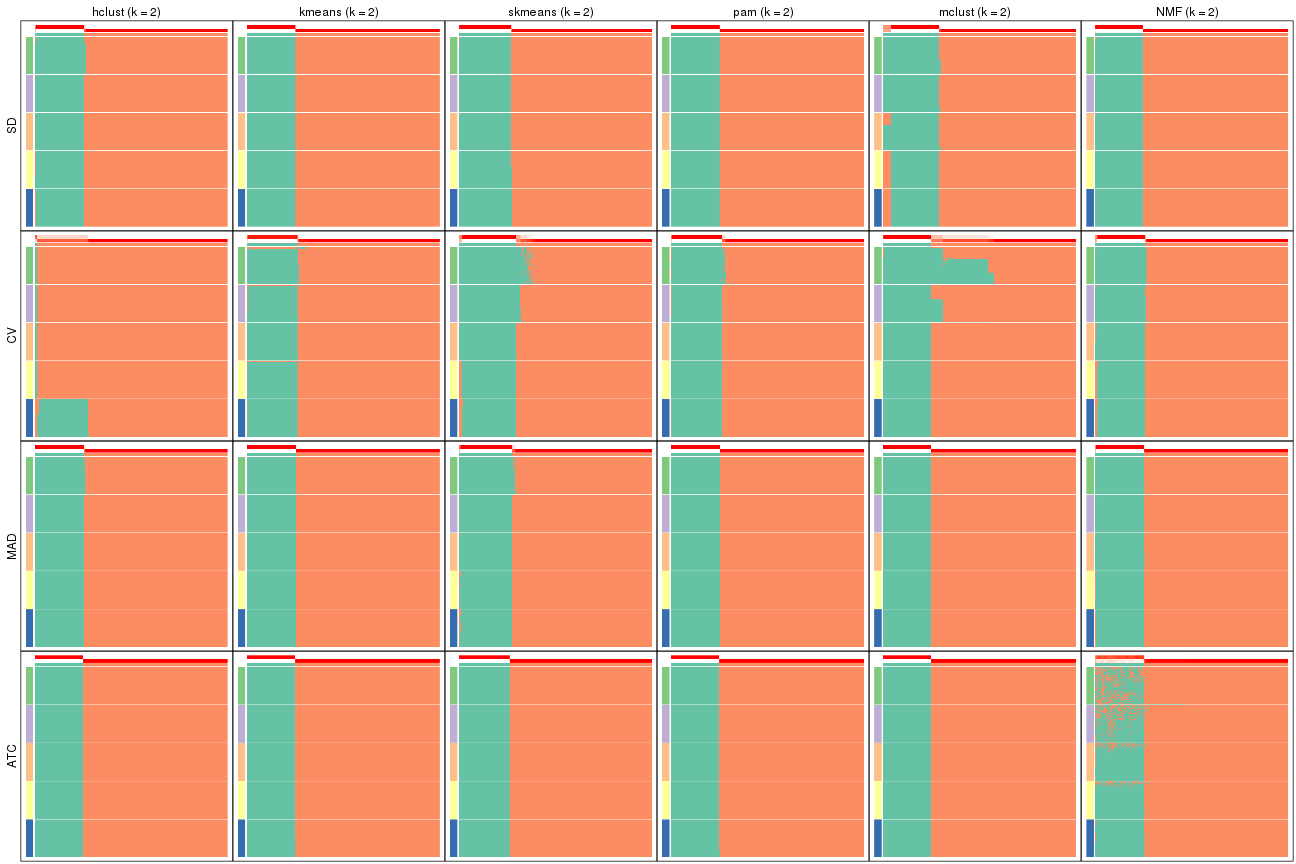 hclust (k = 2)
kmeans (k = 2)
skmeans (k = 2)
pam (k = 2)
mclust (k = 2)
NMF (k = 2)
SD
CV
MAD
ATC